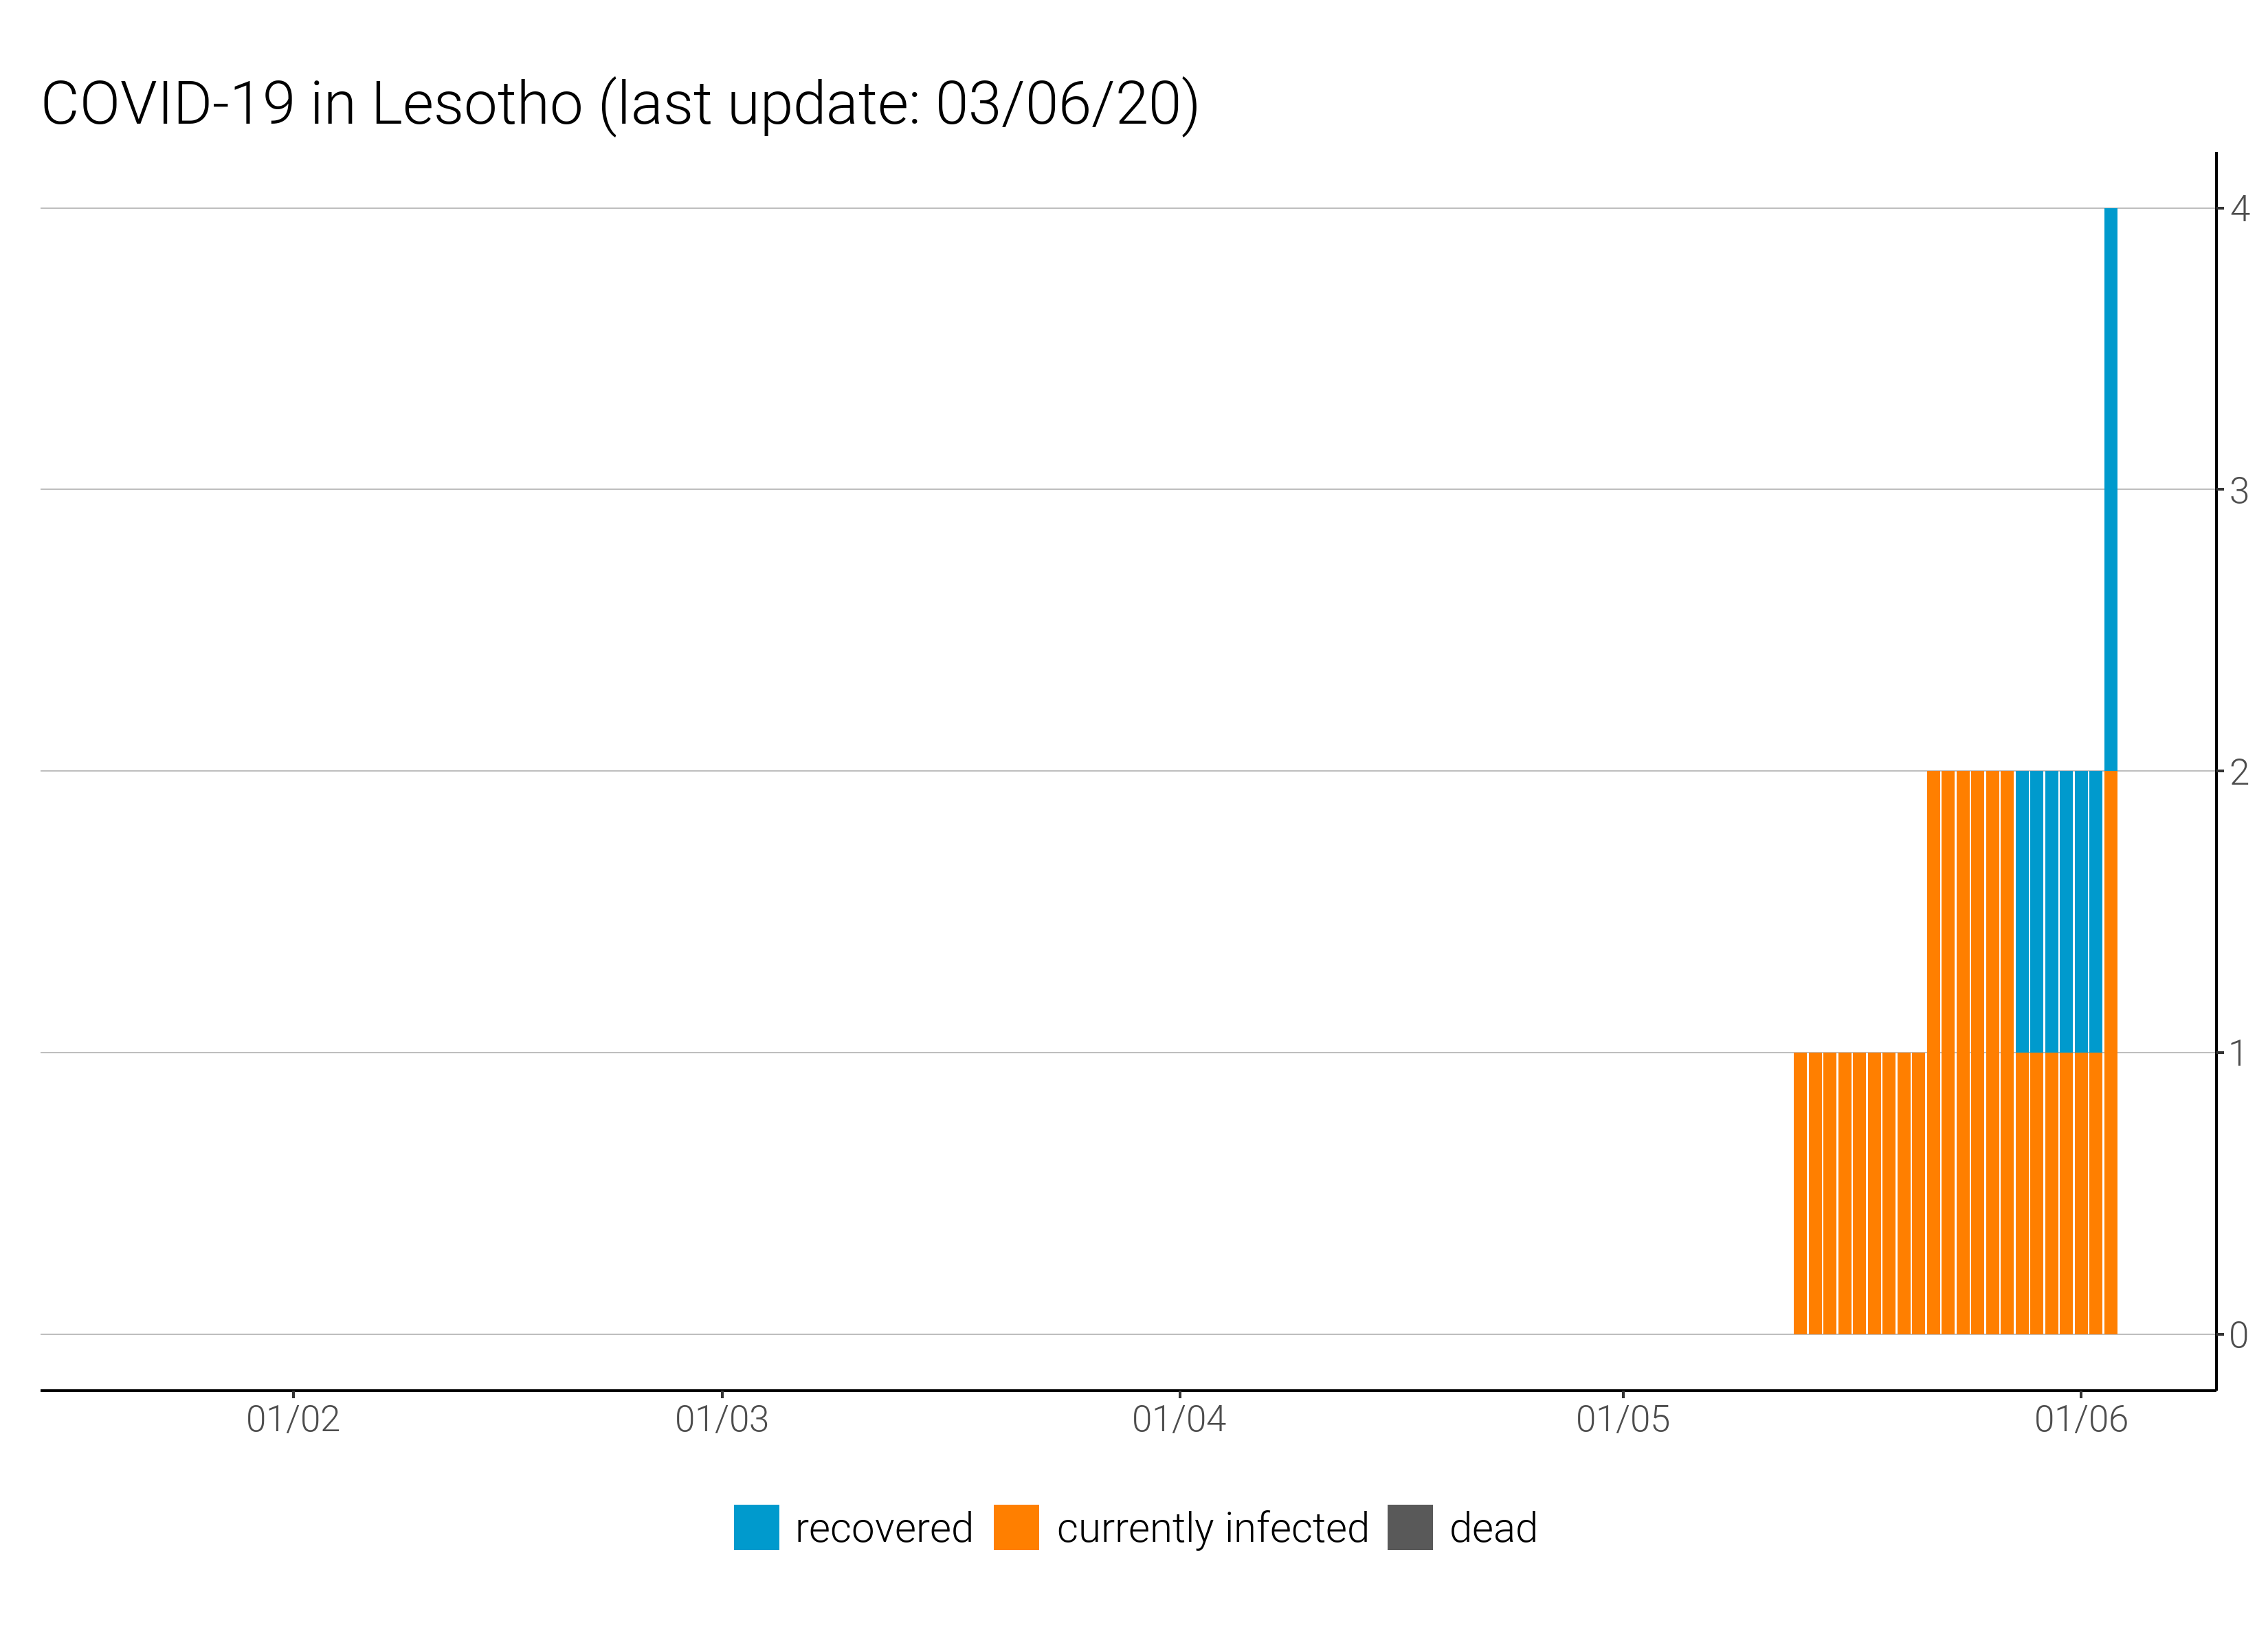 COVID-19 in Lesotho (last update: 03/06/20)
4
3
2
1
0
01/02 01/03 01/04 01/05 01/06
recovered currently infected dead